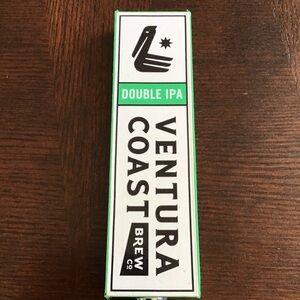 DOUBLE IPA
VENTURA
COAST
BREW
CO